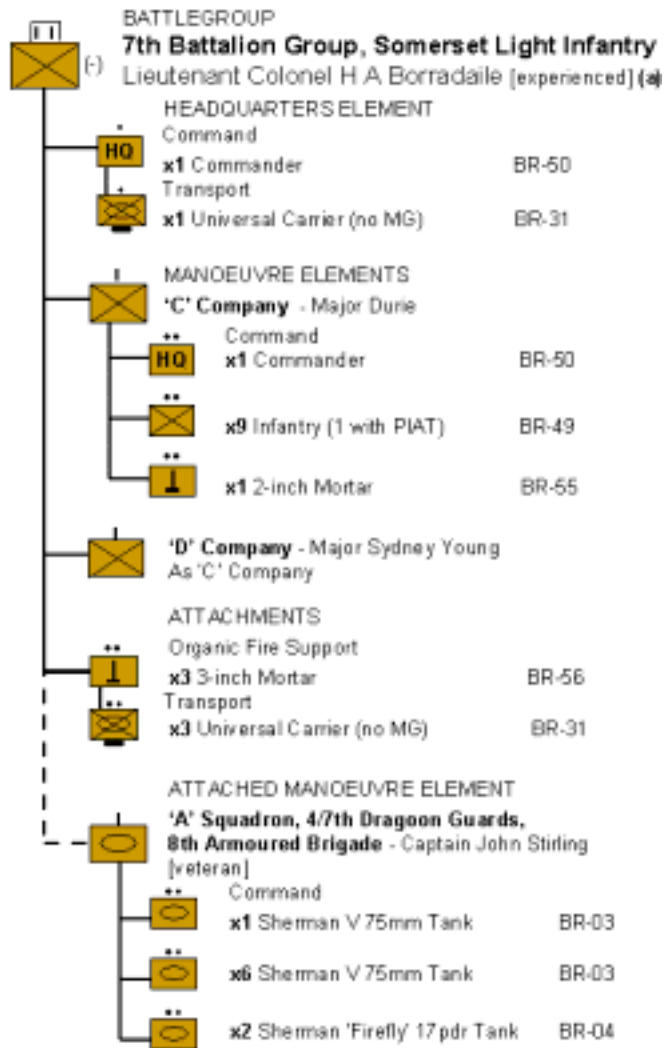 BATTLEGROUP
7th Battalion Group, Somerset Light Infantry
(-)
Lieutenant Colonel H A Borradaile [experienced] (a)
HEADQUARTERS ELEMENT
Command
HQ
x1 Commander BR-50
Transport
x1 Universal Carrier (no MG) BR-31
MANOEUVRE ELEMENTS
'C' Company - Major Durie
Command
HQ
x1 Commander BR-50
x9 Infantry (1 with PIAT) BR-49
x1 2-inch Mortar BR-55
'D' Company - Major Sydney Young
As 'C' Company
ATTACHMENTS
Organic Fire Support
x3 3-inch Mortar BR-56
Transport
x3 Universal Carrier (no MG) BR-31
ATTACHED MANOEUVRE ELEMENT
'A' Squadron, 4/7th Dragoon Guards,
8th Armoured Brigade - Captain John Stirling
[veteran]
Command
x1 Sherman V 75mm Tank BR-03
x6 Sherman V 75mm Tank BR-03
x2 Sherman 'Firefly' 17pdr Tank BR-04